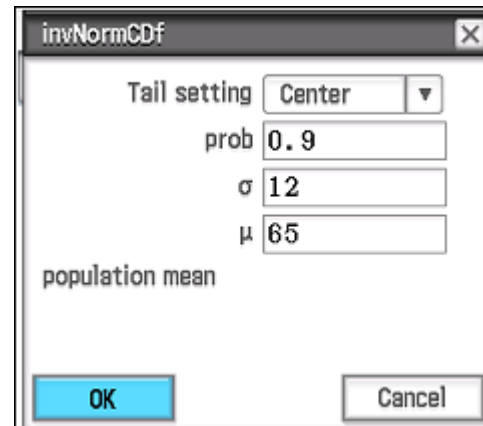 invNormCDf
Tail setting Center
prob 0.9
σ 12
μ 65
population mean
OK Cancel